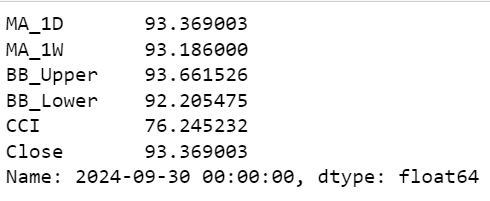 MA_1D 93.369003
MA_1W 93.186000
BB_Upper 93.661526
BB_Lower 92.205475
CCI 76.245232
Close 93.369003
Name: 2024-09-30 00:00:00, dtype: float64